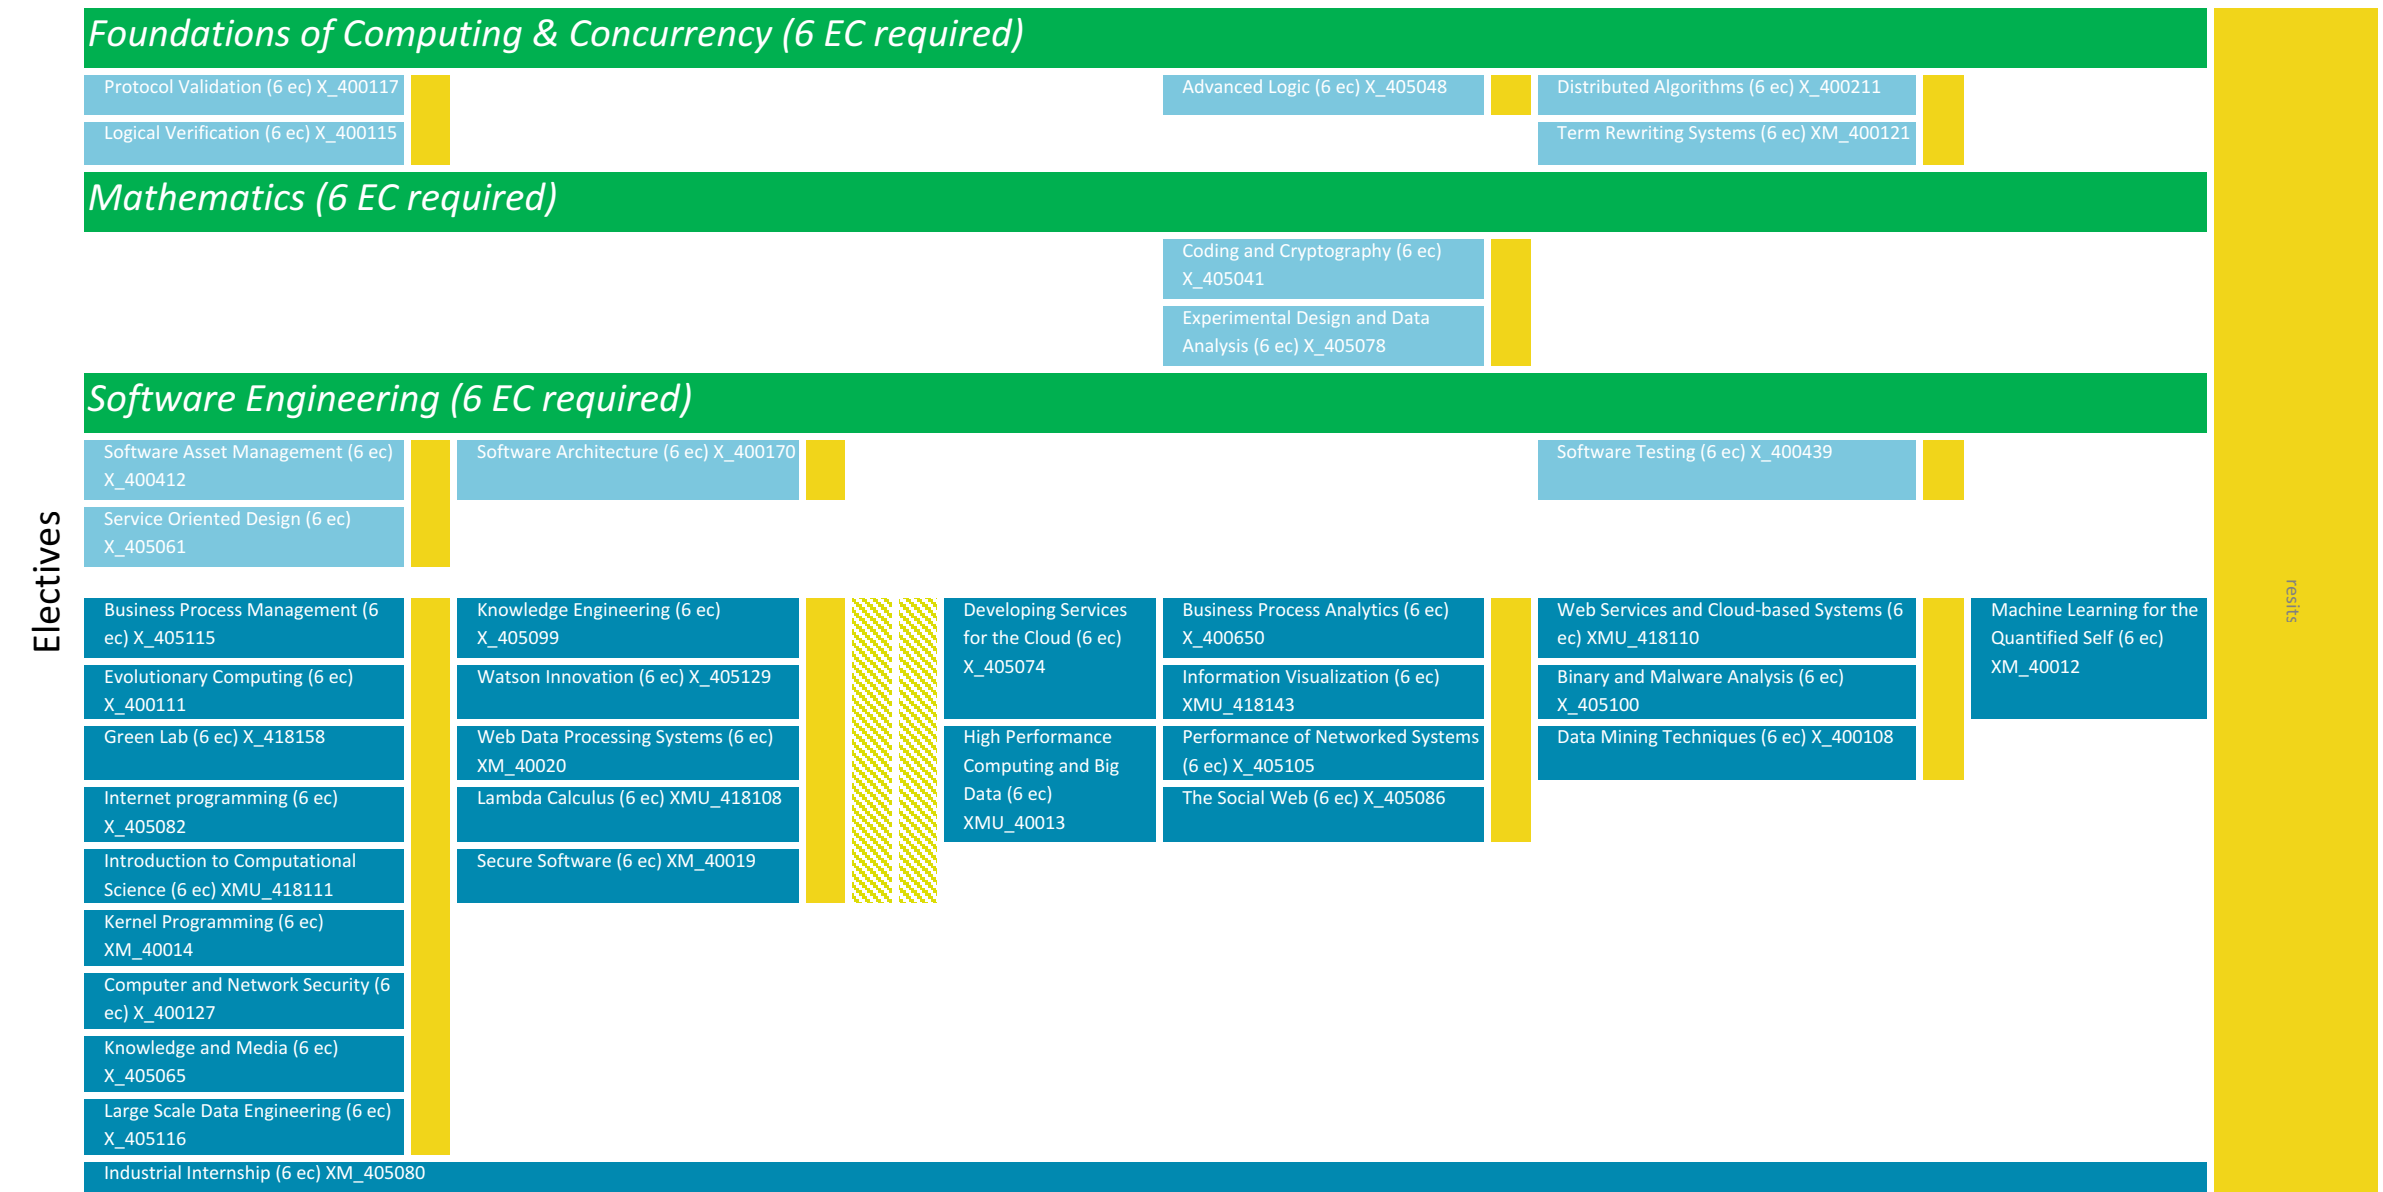 Foundations of Computing & Concurrency (6 EC required)
Protocol Validation (6 ec) X_400117
Advanced Logic (6 ec) X_405048
Distributed Algorithms (6 ec) X_400211
Logical Verification (6 ec) X_400115
Term Rewriting Systems (6 ec) XM_400121
Mathematics (6 EC required)
Coding and Cryptography (6 ec)
X_405041
Experimental Design and Data
Analysis (6 ec) X_405078
Software Engineering (6 EC required)
Software Asset Management (6 ec)
X_400412
Software Architecture (6 ec) X_400170
Software Testing (6 ec) X_400439
Service Oriented Design (6 ec)
X_405061
Electives
Business Process Management (6
ec) X_405115
Evolutionary Computing (6 ec)
X_400111
Green Lab (6 ec) X_418158
Internet programming (6 ec)
X_405082
Introduction to Computational
Science (6 ec) XMU_418111
Kernel Programming (6 ec)
XM_40014
Computer and Network Security (6
ec) X_400127
Knowledge and Media (6 ec)
X_405065
Large Scale Data Engineering (6 ec)
X_405116
Knowledge Engineering (6 ec)
X_405099
Watson Innovation (6 ec) X_405129
Web Data Processing Systems (6 ec)
XM_40020
Lambda Calculus (6 ec) XMU_418108
Secure Software (6 ec) XM_40019
Developing Services
for the Cloud (6 ec)
X_405074
High Performance
Computing and Big
Data (6 ec)
XMU_40013
Business Process Analytics (6 ec)
X_400650
Information Visualization (6 ec)
XMU_418143
Performance of Networked Systems
(6 ec) X_405105
The Social Web (6 ec) X_405086
Web Services and Cloud-based Systems (6
ec) XMU_418110
Binary and Malware Analysis (6 ec)
X_405100
Data Mining Techniques (6 ec) X_400108
Machine Learning for the
Quantified Self (6 ec)
XM_40012
resits
Industrial Internship (6 ec) XM_405080